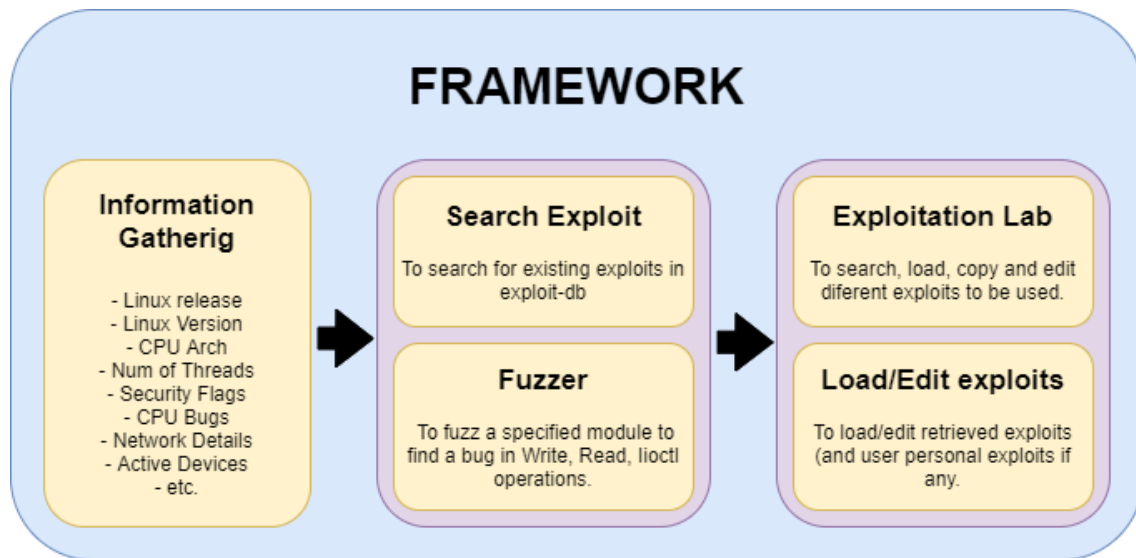 FRAMEWORK
Information
Gatherig
- Linux release
- Linux Version
- CPU Arch
- Num of Threads
- Security Flags
- CPU Bugs
- Network Details
- Active Devices
- etc.
Search Exploit
To search for existing exploits in
exploit-db
Fuzzer
To fuzz a specified module to
find a bug in Write, Read, Iioctl
operations.
Exploitation Lab
To search, load, copy and edit
diferent exploits to be used.
Load/Edit exploits
To load/edit retrieved exploits
(and user personal exploits if
any.